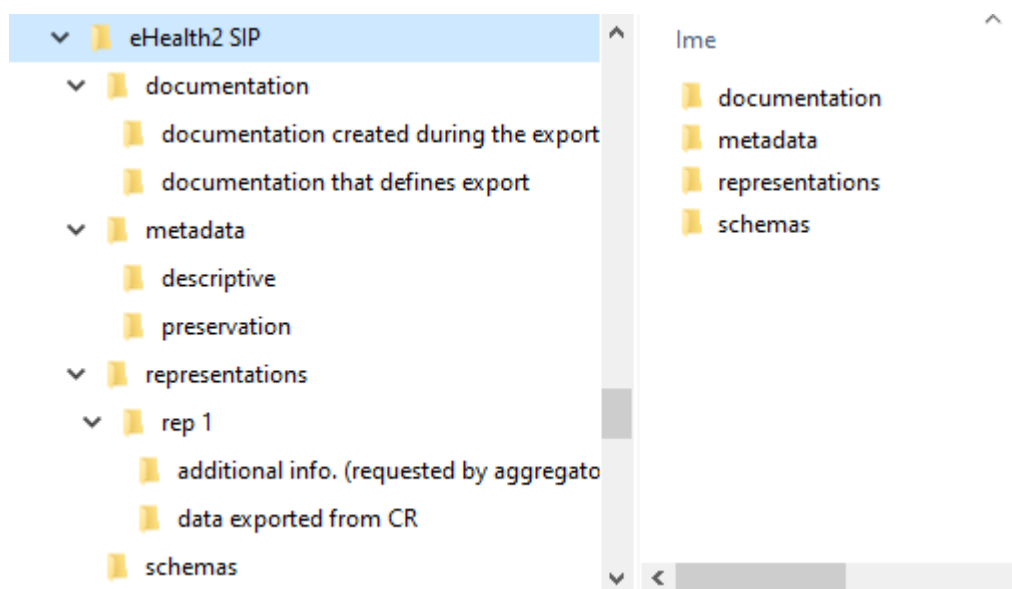 eHealth2 SIP
documentation
documentation created during the export
documentation that defines export
metadata
descriptive
preservation
representations
rep 1
additional info. (requested by aggregato
data exported from CR
schemas
Ime
documentation
metadata
representations
schemas